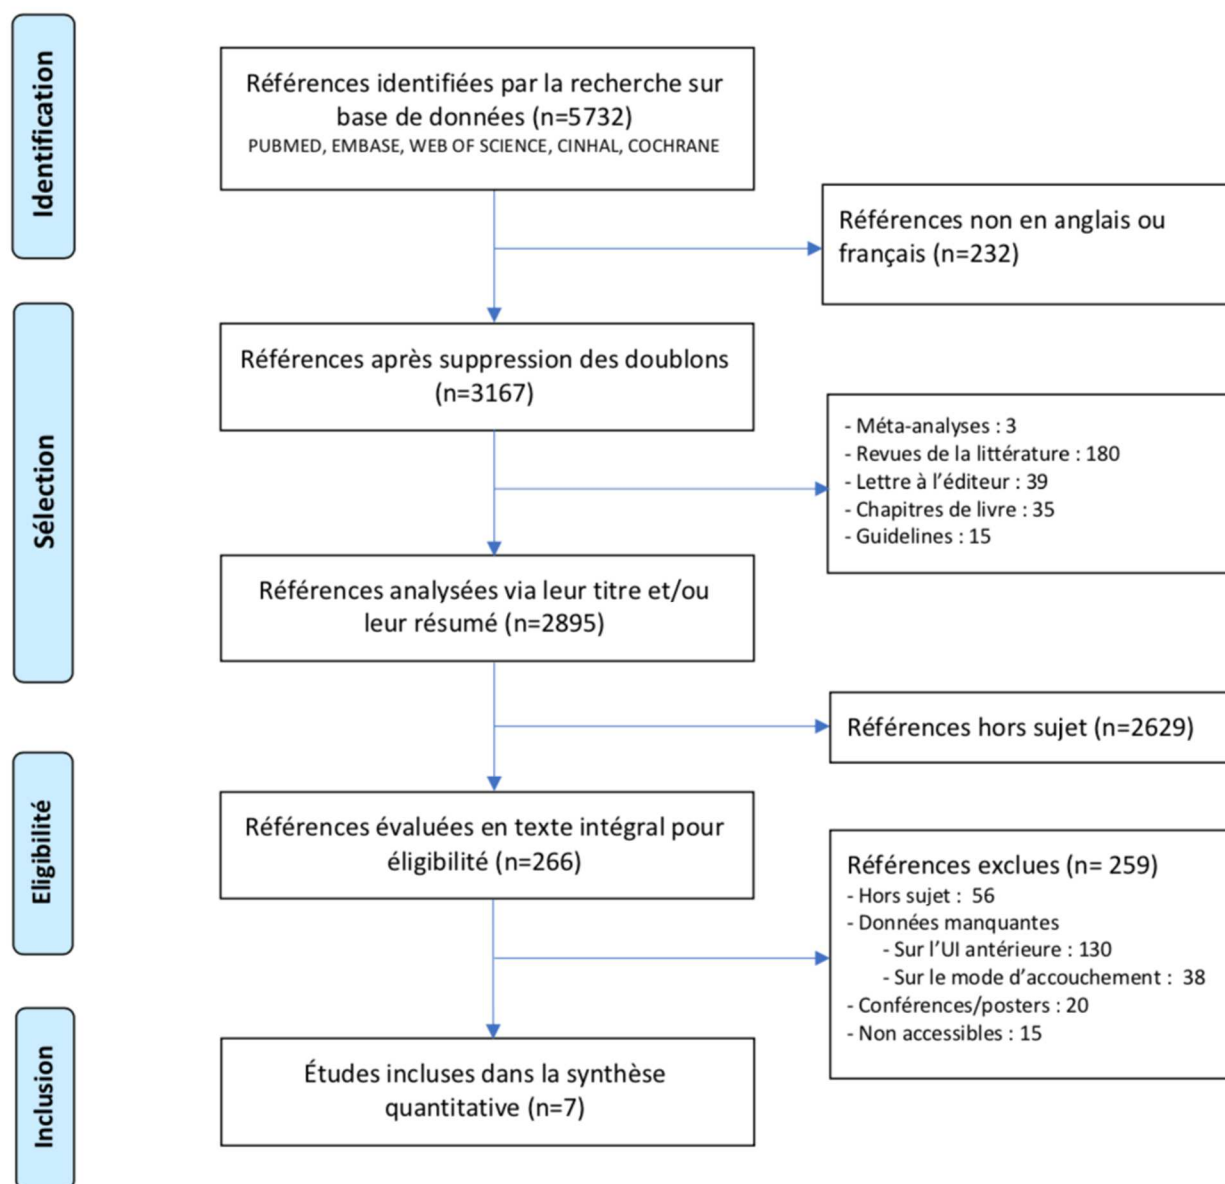 Identification
Références identifiées par la recherche sur
base de données (n=5732)
PUBMED, EMBASE, WEB OF SCIENCE, CINHAL, COCHRANE
Références non en anglais ou
français (n=232)
Sélection
Références après suppression des doublons
(n=3167)
- Méta-analyses : 3
- Revues de la littérature : 180
- Lettre à l'éditeur : 39
- Chapitres de livre : 35
- Guidelines : 15
Références analysées via leur titre et/ou
leur résumé (n=2895)
Références hors sujet (n=2629)
Eligibilité
Références évaluées en texte intégral pour
éligibilité (n=266)
Références exclues (n= 259)
- Hors sujet : 56
- Données manquantes
- Sur l'UI antérieure : 130
- Sur le mode d'accouchement : 38
- Conférences/posters : 20
- Non accessibles : 15
Inclusion
Études incluses dans la synthèse
quantitative (n=7)